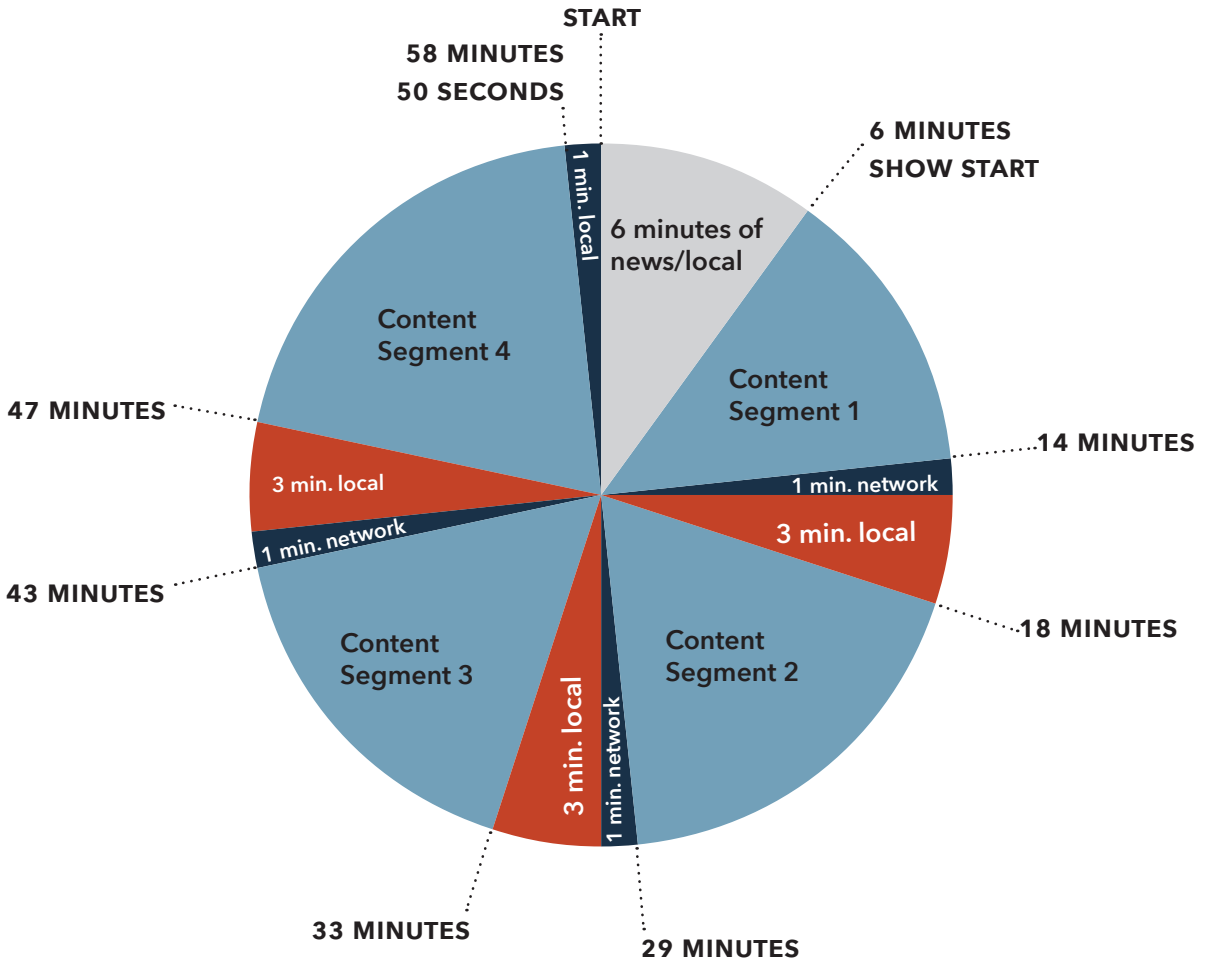 START
58 MINUTES
50 SECONDS
6 MINUTES
SHOW START
1 min. local
6 minutes of
news/local
Content
Segment 1
14 MINUTES
1 min. network
3 min. local
18 MINUTES
Content
Segment 2
1 min. network
29 MINUTES
3 min. local
33 MINUTES
Content
Segment 3
43 MINUTES
1 min. network
3 min. local
47 MINUTES
Content
Segment 4